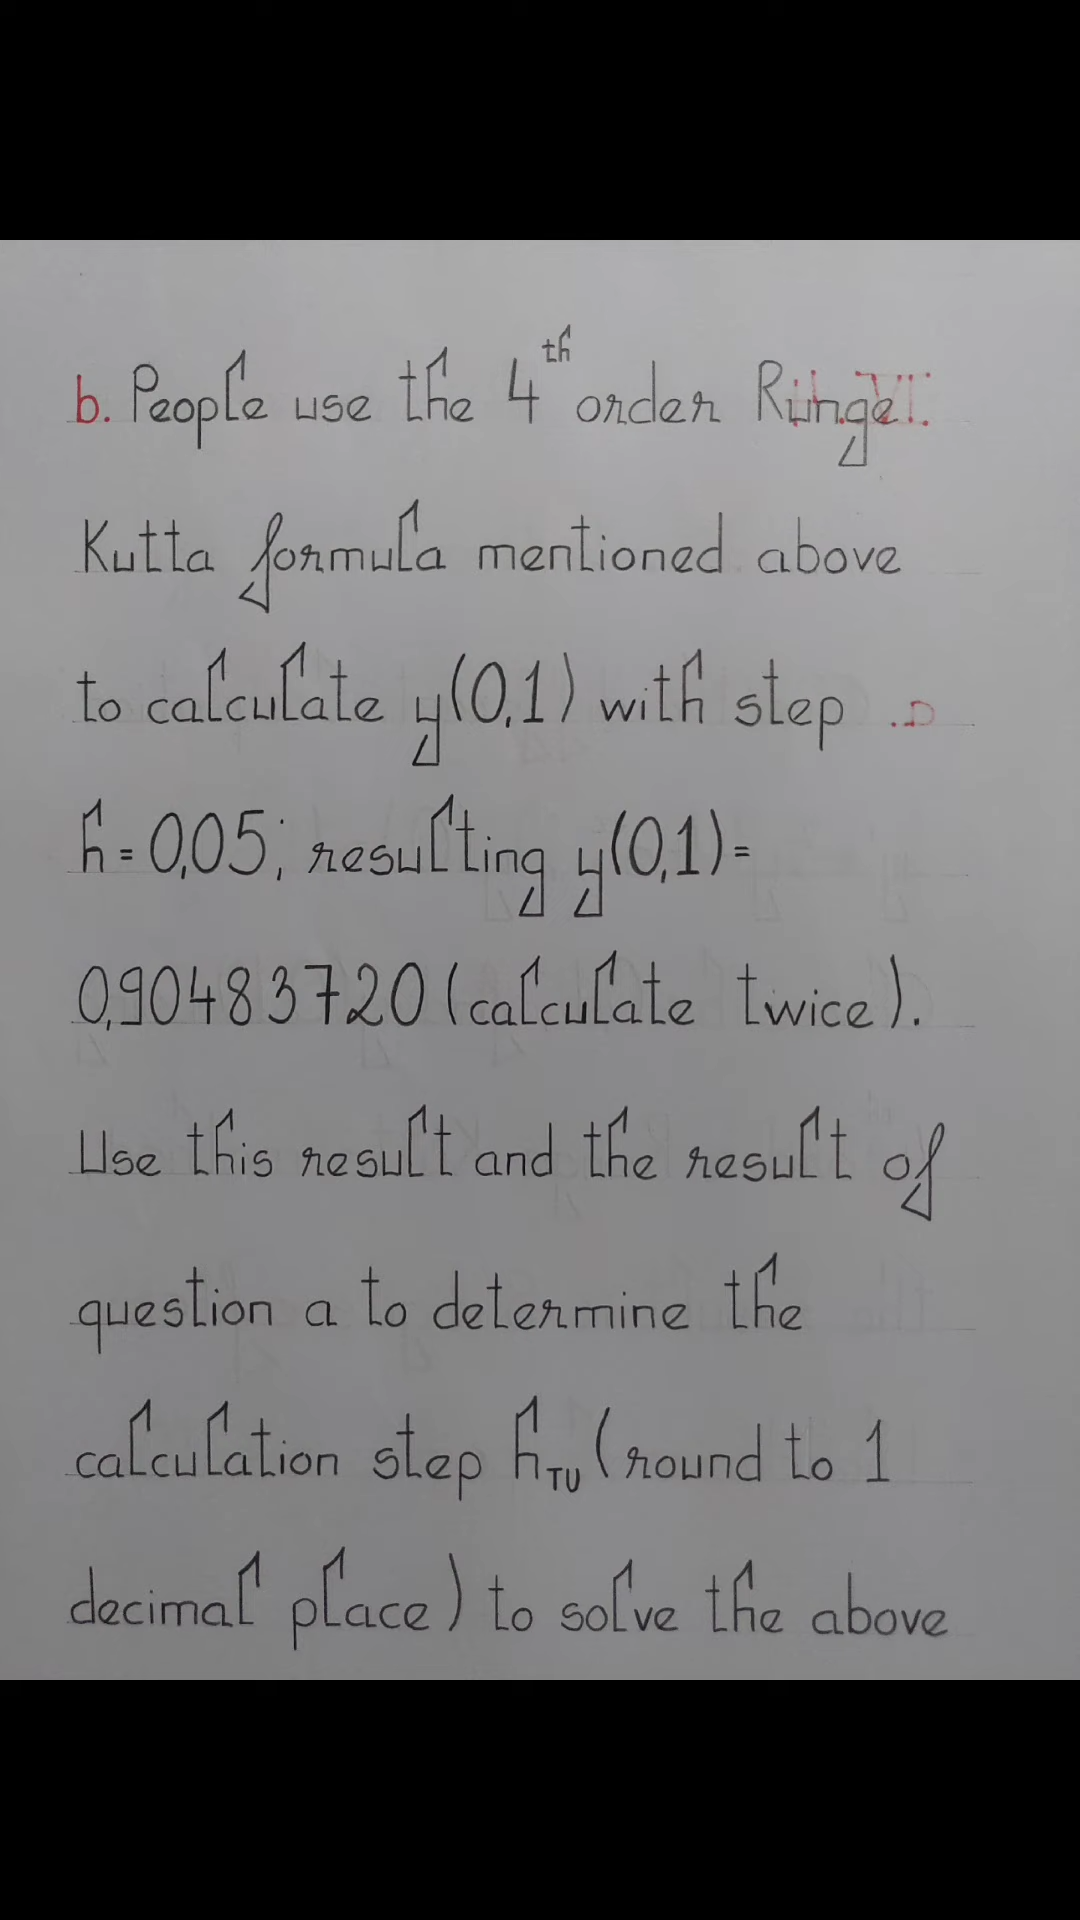 b. People use the 4th order Runge
Kutta formula mentioned above
to calculate y(0,1) with step
h = 0,05; resulting y(0,1) =
0,90483720 (calculate twice).
Use this result and the result of
question a to determine the
calculation step hTU (round to 1
decimal place) to solve the above